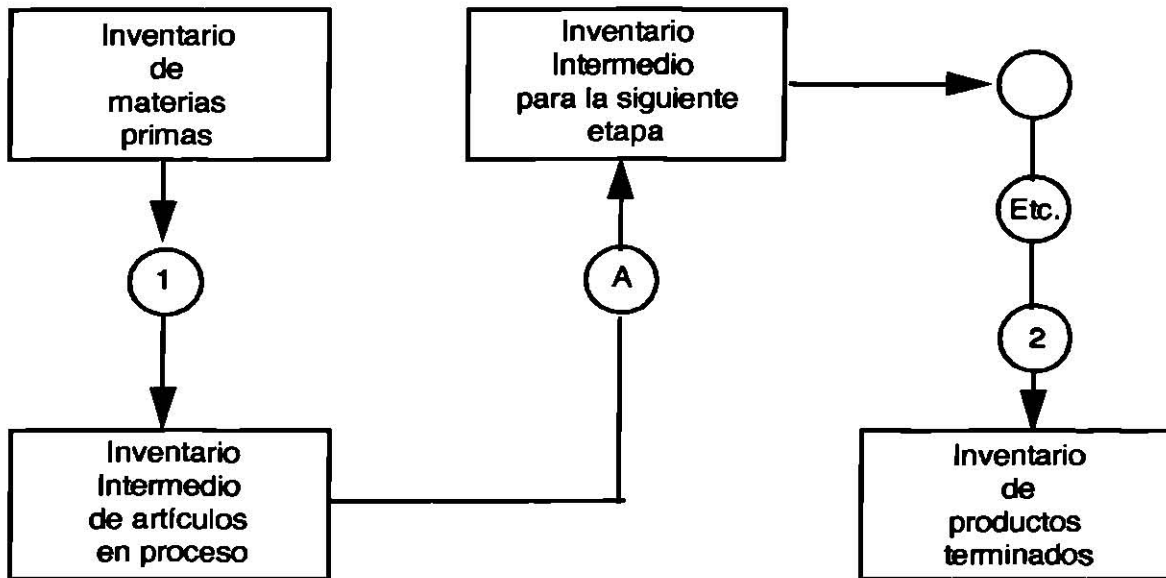 Inventario
de
materias
primas
1
Inventario
Intermedio
de artículos
en proceso
A
Inventario
Intermedio
para la siguiente
etapa
Etc.
2
Inventario
de
productos
terminados